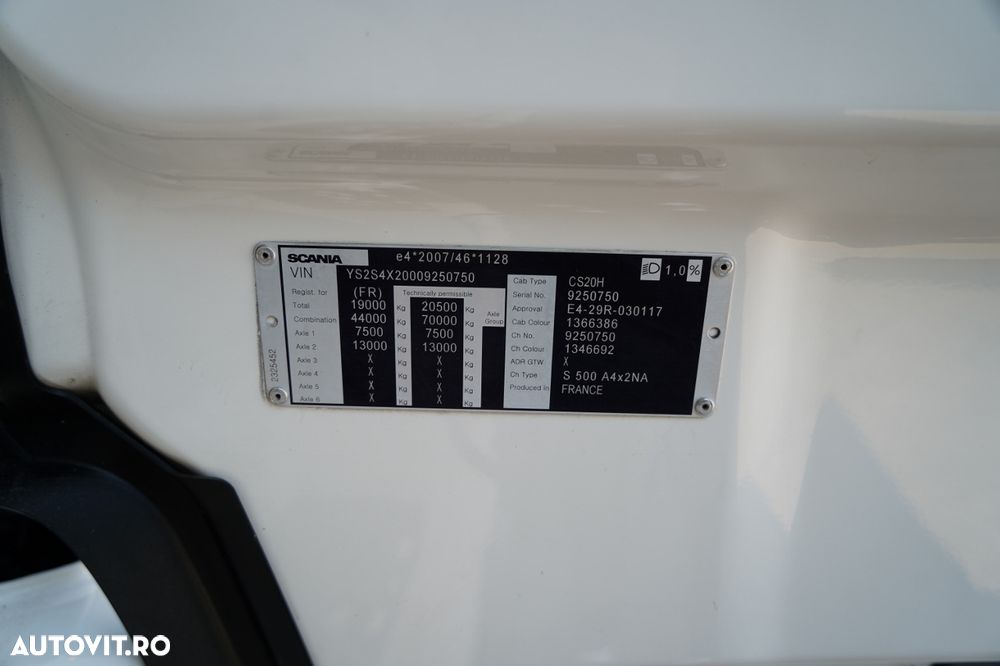 SCANIA e4*2007/46*1128 1,0%
VIN YS2S4X20009250750
Regist. for (FR) Technically permissible
Total 19000 Kg 20500 Kg Axle Group
Combination 44000 Kg 70000 Kg
Axle 1 7500 Kg 7500 Kg
Axle 2 13000 Kg 13000 Kg
Axle 3 X Kg X Kg
Axle 4 X Kg X Kg
Axle 5 X Kg X Kg
Axle 6 X Kg X Kg
Cab Type CS20H
Serial No. 9250750
Approval E4-29R-030117
Cab Colour 1366386
Ch No. 9250750
Ch Colour 1346692
ADR GTW X
Ch Type S 500 A4x2NA
Produced in FRANCE
2325452
AUTOVIT.RO